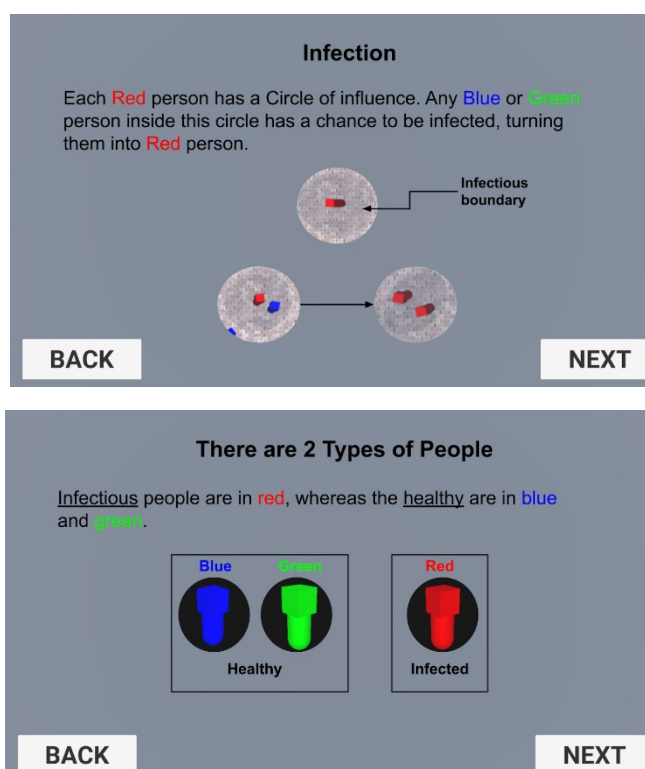 Infection
Each Red person has a Circle of influence. Any Blue or Green
person inside this circle has a chance to be infected, turning
them into Red person.
Infectious
boundary
BACK
NEXT
There are 2 Types of People
Infectious people are in red, whereas the healthy are in blue
and green.
Blue
Green
Red
Healthy
Infected
BACK
NEXT